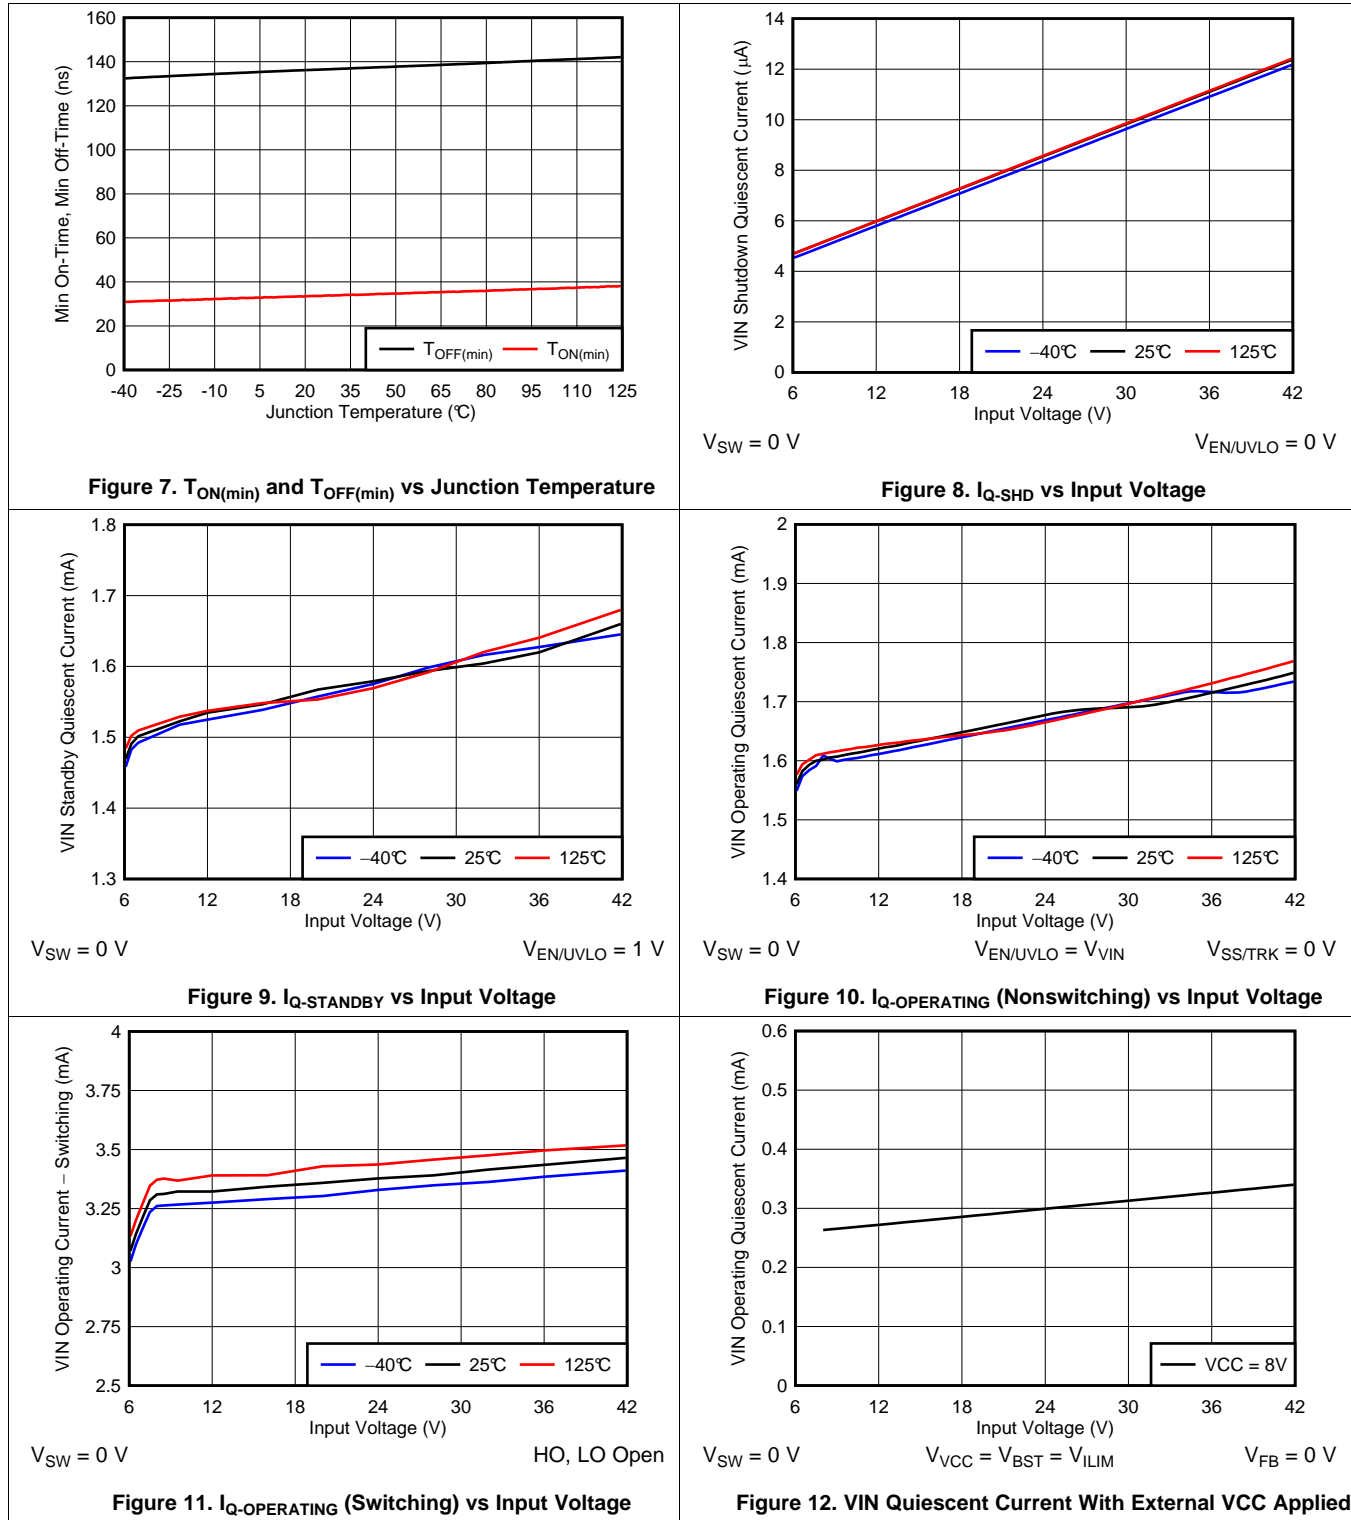 160
140
120
100
80
60
40
20
0
Min On-Time, Min Off-Time (ns)
TOFF(min) TON(min)
-40 -25 -10 5 20 35 50 65 80 95 110 125
Junction Temperature (°C)
Figure 7. TON(min) and TOFF(min) vs Junction Temperature
14
12
10
8
6
4
2
0
VIN Shutdown Quiescent Current (μA)
−40°C 25°C 125°C
6 12 18 24 30 36 42
Input Voltage (V)
VSW = 0 V VEN/UVLO = 0 V
Figure 8. IQ-SHD vs Input Voltage
1.8
1.7
1.6
1.5
1.4
1.3
VIN Standby Quiescent Current (mA)
−40°C 25°C 125°C
6 12 18 24 30 36 42
Input Voltage (V)
VSW = 0 V VEN/UVLO = 1 V
Figure 9. IQ-STANDBY vs Input Voltage
2
1.9
1.8
1.7
1.6
1.5
1.4
VIN Operating Quiescent Current (mA)
−40°C 25°C 125°C
6 12 18 24 30 36 42
Input Voltage (V)
VSW = 0 V VEN/UVLO = VVIN VSS/TRK = 0 V
Figure 10. IQ-OPERATING (Nonswitching) vs Input Voltage
4
3.75
3.5
3.25
3
2.75
2.5
VIN Operating Current − Switching (mA)
−40°C 25°C 125°C
6 12 18 24 30 36 42
Input Voltage (V)
VSW = 0 V HO, LO Open
Figure 11. IQ-OPERATING (Switching) vs Input Voltage
0.6
0.5
0.4
0.3
0.2
0.1
0
VIN Operating Quiescent Current (mA)
VCC = 8V
6 12 18 24 30 36 42
Input Voltage (V)
VSW = 0 V VVCC = VBST = VILIM VFB = 0 V
Figure 12. VIN Quiescent Current With External VCC Applied